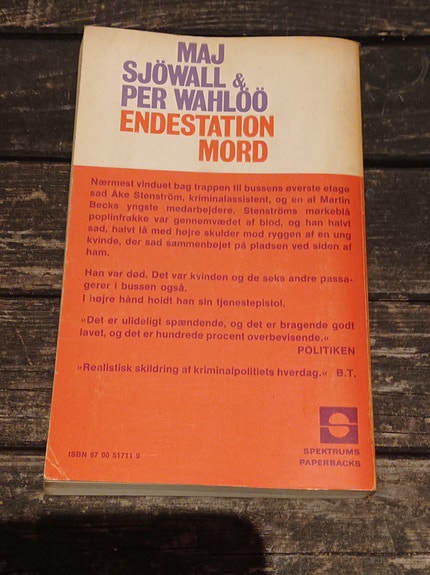 MAJ
SJÖWALL &
PER WAHLÖÖ
ENDESTATION
MORD
Nærmest vinduet bag trappen til bussens øverste etage
sad Åke Stenström, kriminalassistent, og en af Martin
Becks yngste medarbejdere. Stenströms mørkeblå
poplinfrakke var gennemvædet af blod, og han halvt
sad, halvt lå med højre skulder mod ryggen af en ung
kvinde, der sad sammenbøjet på pladsen ved siden af
ham.
Han var død. Det var kvinden og de seks andre passa-
gerer i bussen også.
I højre hånd holdt han sin tjenestepistol.
»Det er ulideligt spændende, og det er bragende godt
lavet, og det er hundrede procent overbevisende.«
POLITIKEN
»Realistisk skildring af kriminalpolitiets hverdag.« B.T.
ISBN 87 00 51711 9
SPEKTRUMS
PAPERBACKS